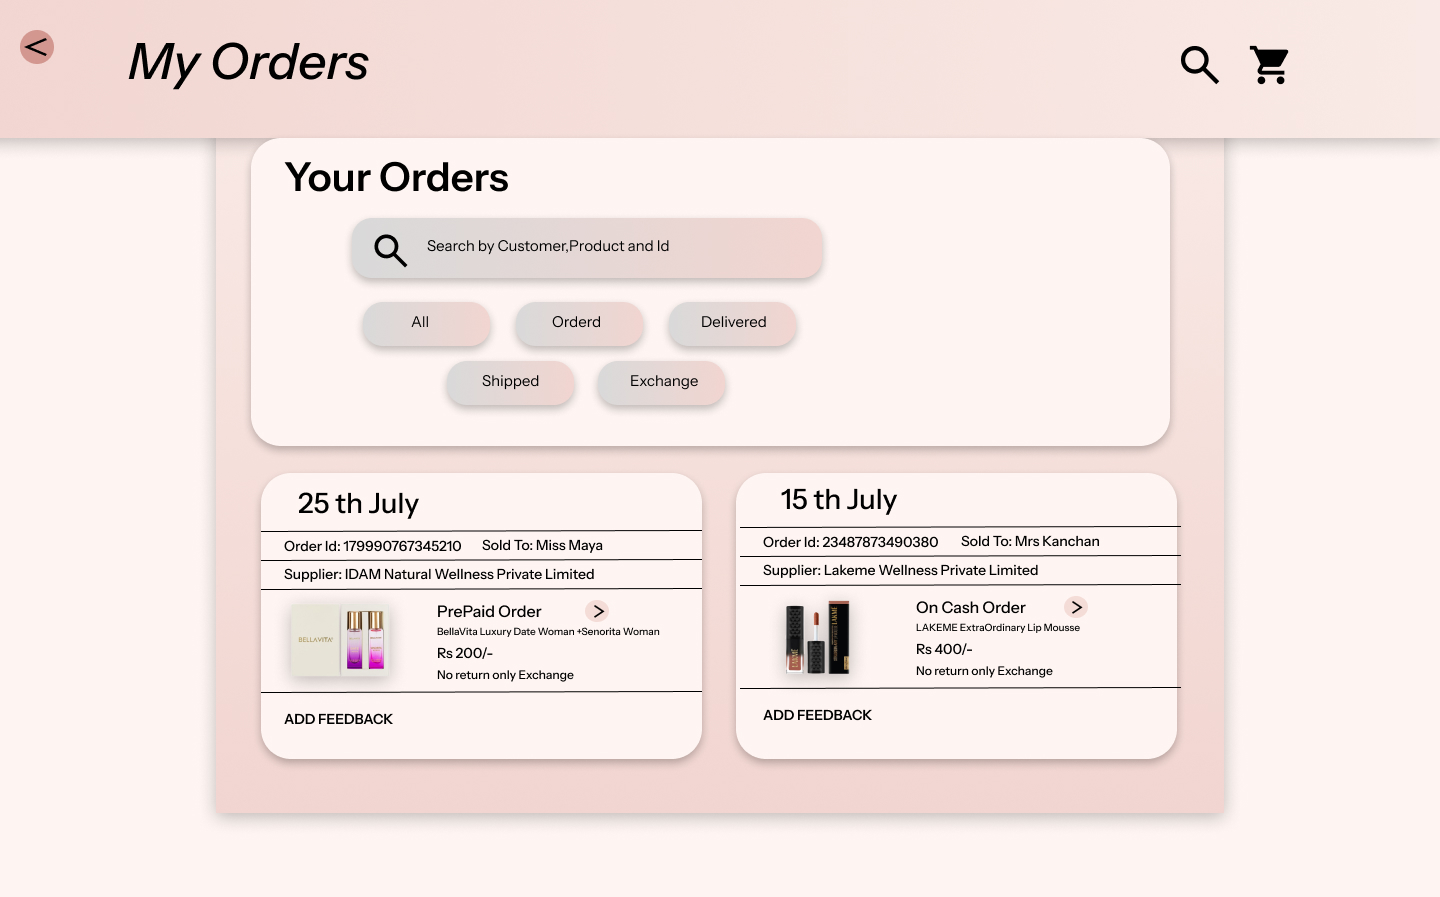 My Orders
Your Orders
Search by Customer,Product and Id
All
Orderd
Delivered
Shipped
Exchange
25 th July
Order Id: 179990767345210 Sold To: Miss Maya
Supplier: IDAM Natural Wellness Private Limited
BELLAVITA
PrePaid Order
BellaVita Luxury Date Woman +Senorita Woman
Rs 200/-
No return only Exchange
ADD FEEDBACK
15 th July
Order Id: 23487873490380 Sold To: Mrs Kanchan
Supplier: Lakeme Wellness Private Limited
LAKMÉ
LAKMÉ
On Cash Order
LAKEME ExtraOrdinary Lip Mousse
Rs 400/-
No return only Exchange
ADD FEEDBACK